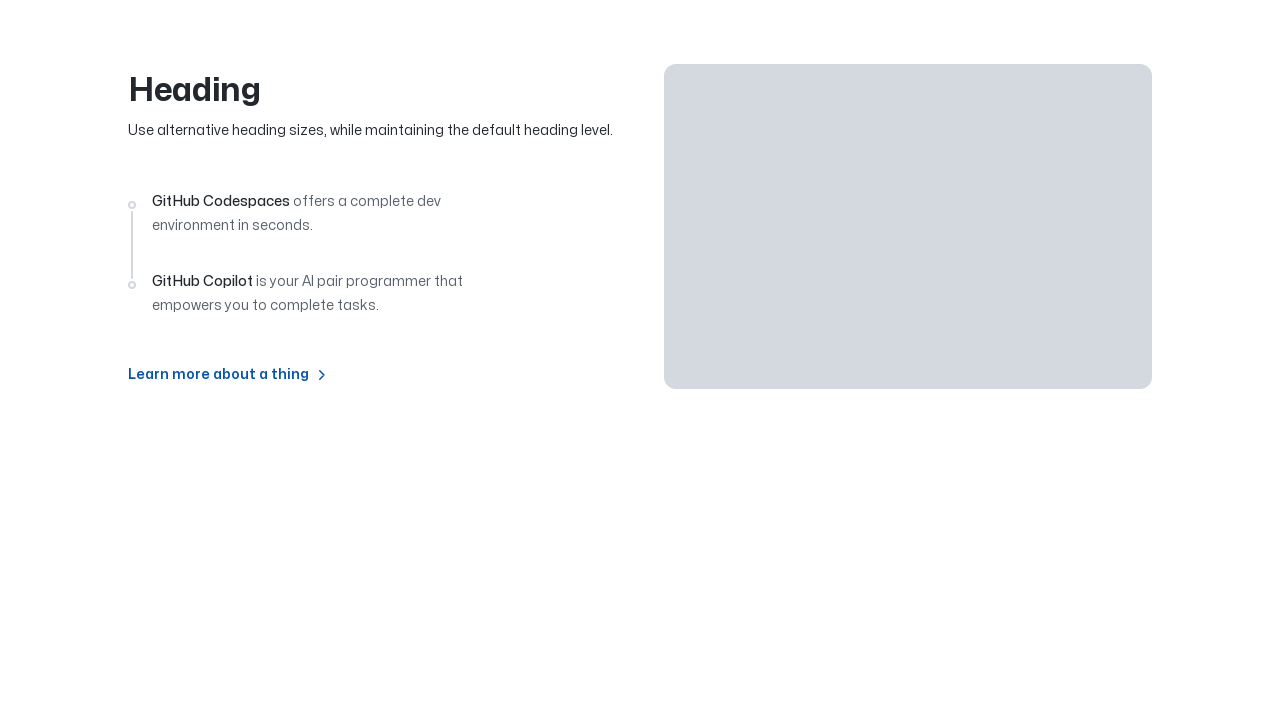 Heading
Use alternative heading sizes, while maintaining the default heading level.
GitHub Codespaces offers a complete dev
environment in seconds.
GitHub Copilot is your AI pair programmer that
empowers you to complete tasks.
Learn more about a thing